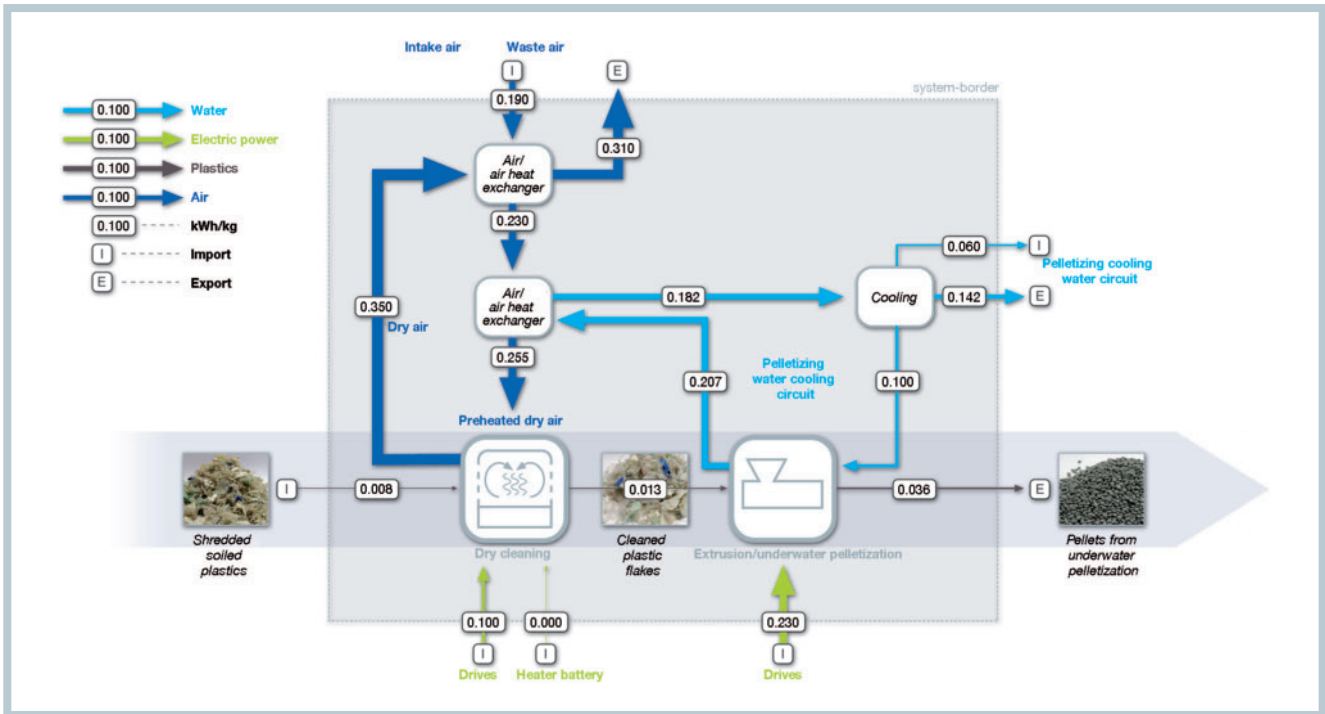 Intake air
Waste air
I
E
system-border
0.190
0.100
Water
0.100
Electric power
0.100
Plastics
0.100
Air
0.100
kWh/kg
I
Import
E
Export
Air/
air heat
exchanger
0.310
0.230
0.060
I
Pelletizing cooling
water circuit
Air/
air heat
exchanger
0.182
Cooling
0.142
E
0.350
Dry air
0.255
Pelletizing
water cooling
circuit
0.207
0.100
Preheated dry air
I
0.008
0.013
0.036
E
Shredded
soiled
plastics
Dry cleaning
Cleaned
plastic
flakes
Extrusion/underwater pelletization
Pellets from
underwater
pelletization
0.100
0.000
0.230
I
I
I
Drives
Heater battery
Drives